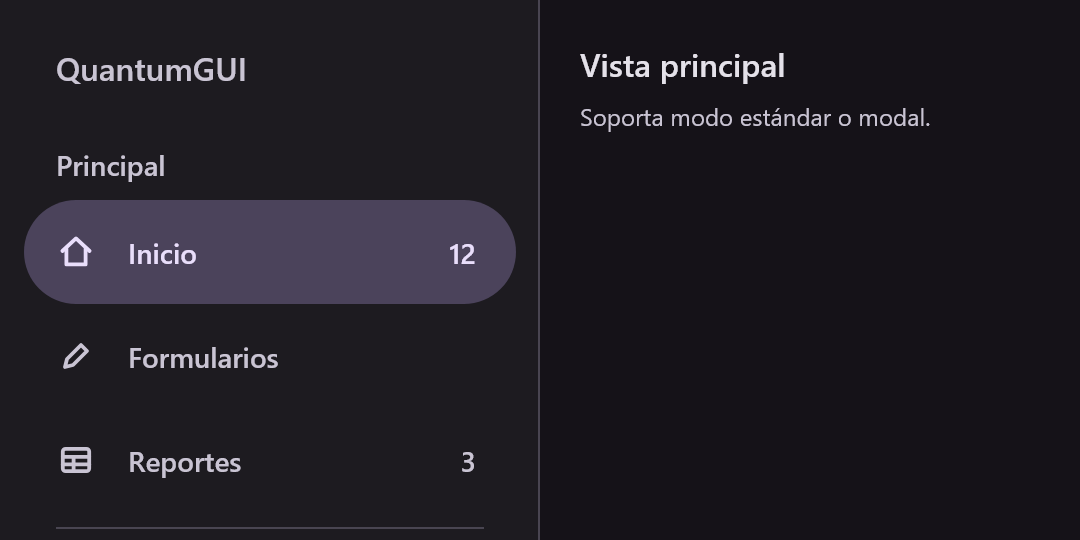 QuantumGUI
Principal
Inicio 12
Formularios
Reportes 3
Vista principal
Soporta modo estándar o modal.